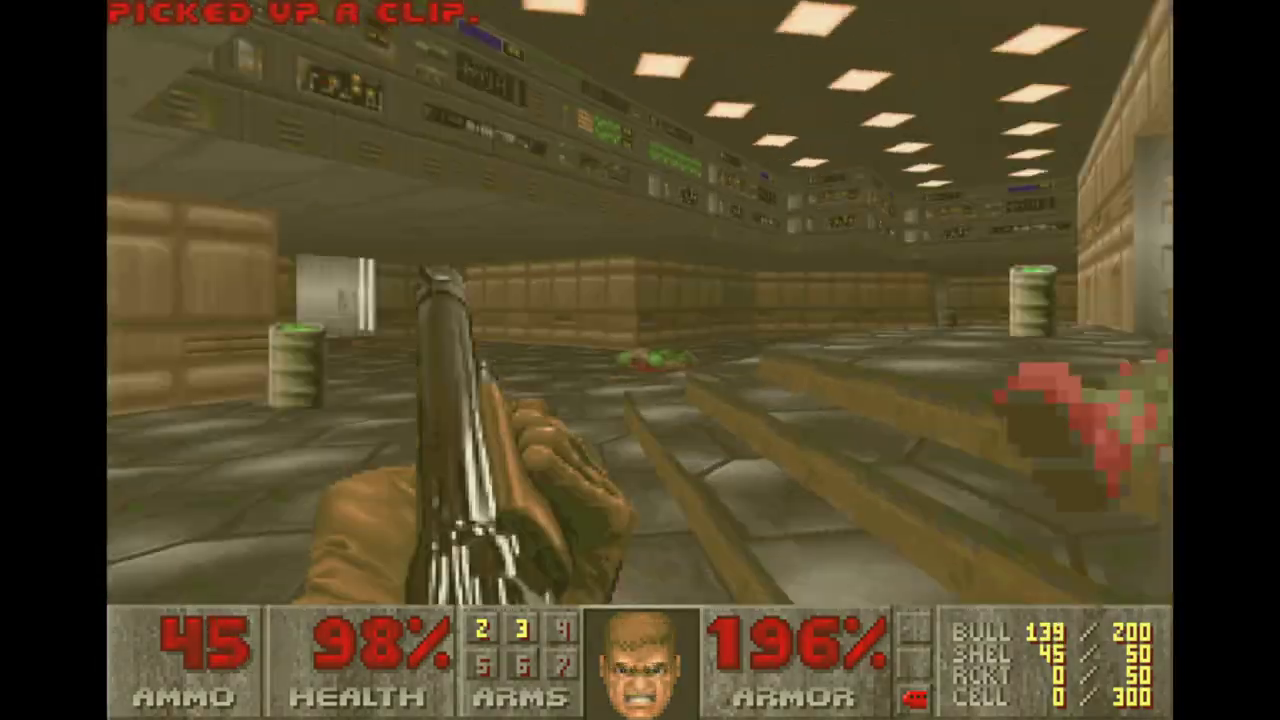 PICKED UP A CLIP.
45 98% 2 3 4 196% BULL 139 / 200
5 6 7 SHEL 45 / 50
RCKT 0 / 50
AMMO HEALTH ARMS ARMOR CELL 0 / 300